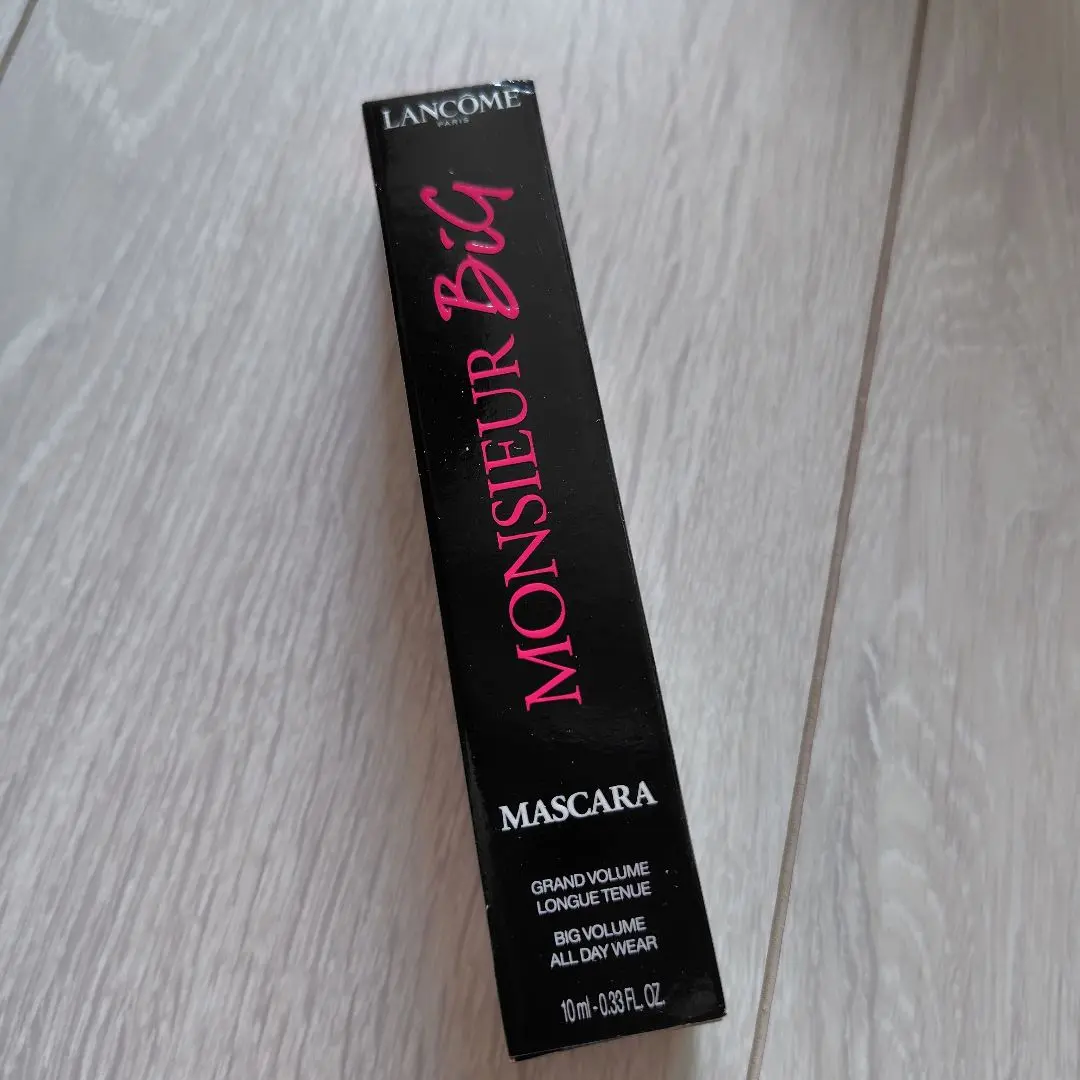 LANCÔME
PARIS
MONSIEUR BiG
MASCARA
GRAND VOLUME
LONGUE TENUE
BIG VOLUME
ALL DAY WEAR
10 ml - 0.33 FL. OZ.